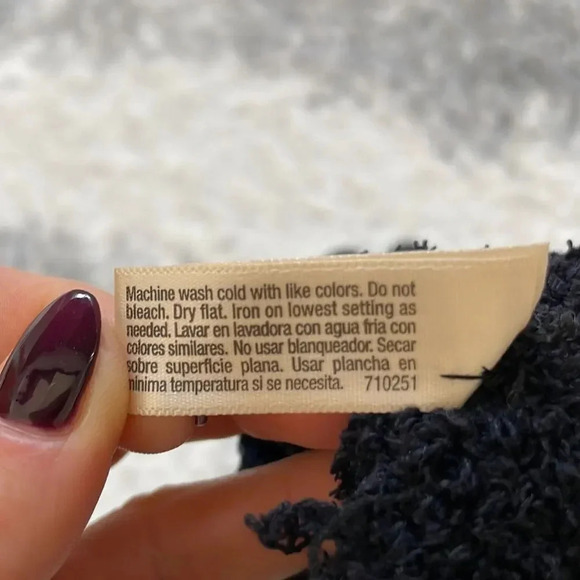 Machine wash cold with like colors. Do not
bleach. Dry flat. Iron on lowest setting as
needed. Lavar en lavadora con agua fria con
colores similares. No usar blanqueador. Secar
sobre superficie plana. Usar plancha en
minima temperatura si se necesita. 710251